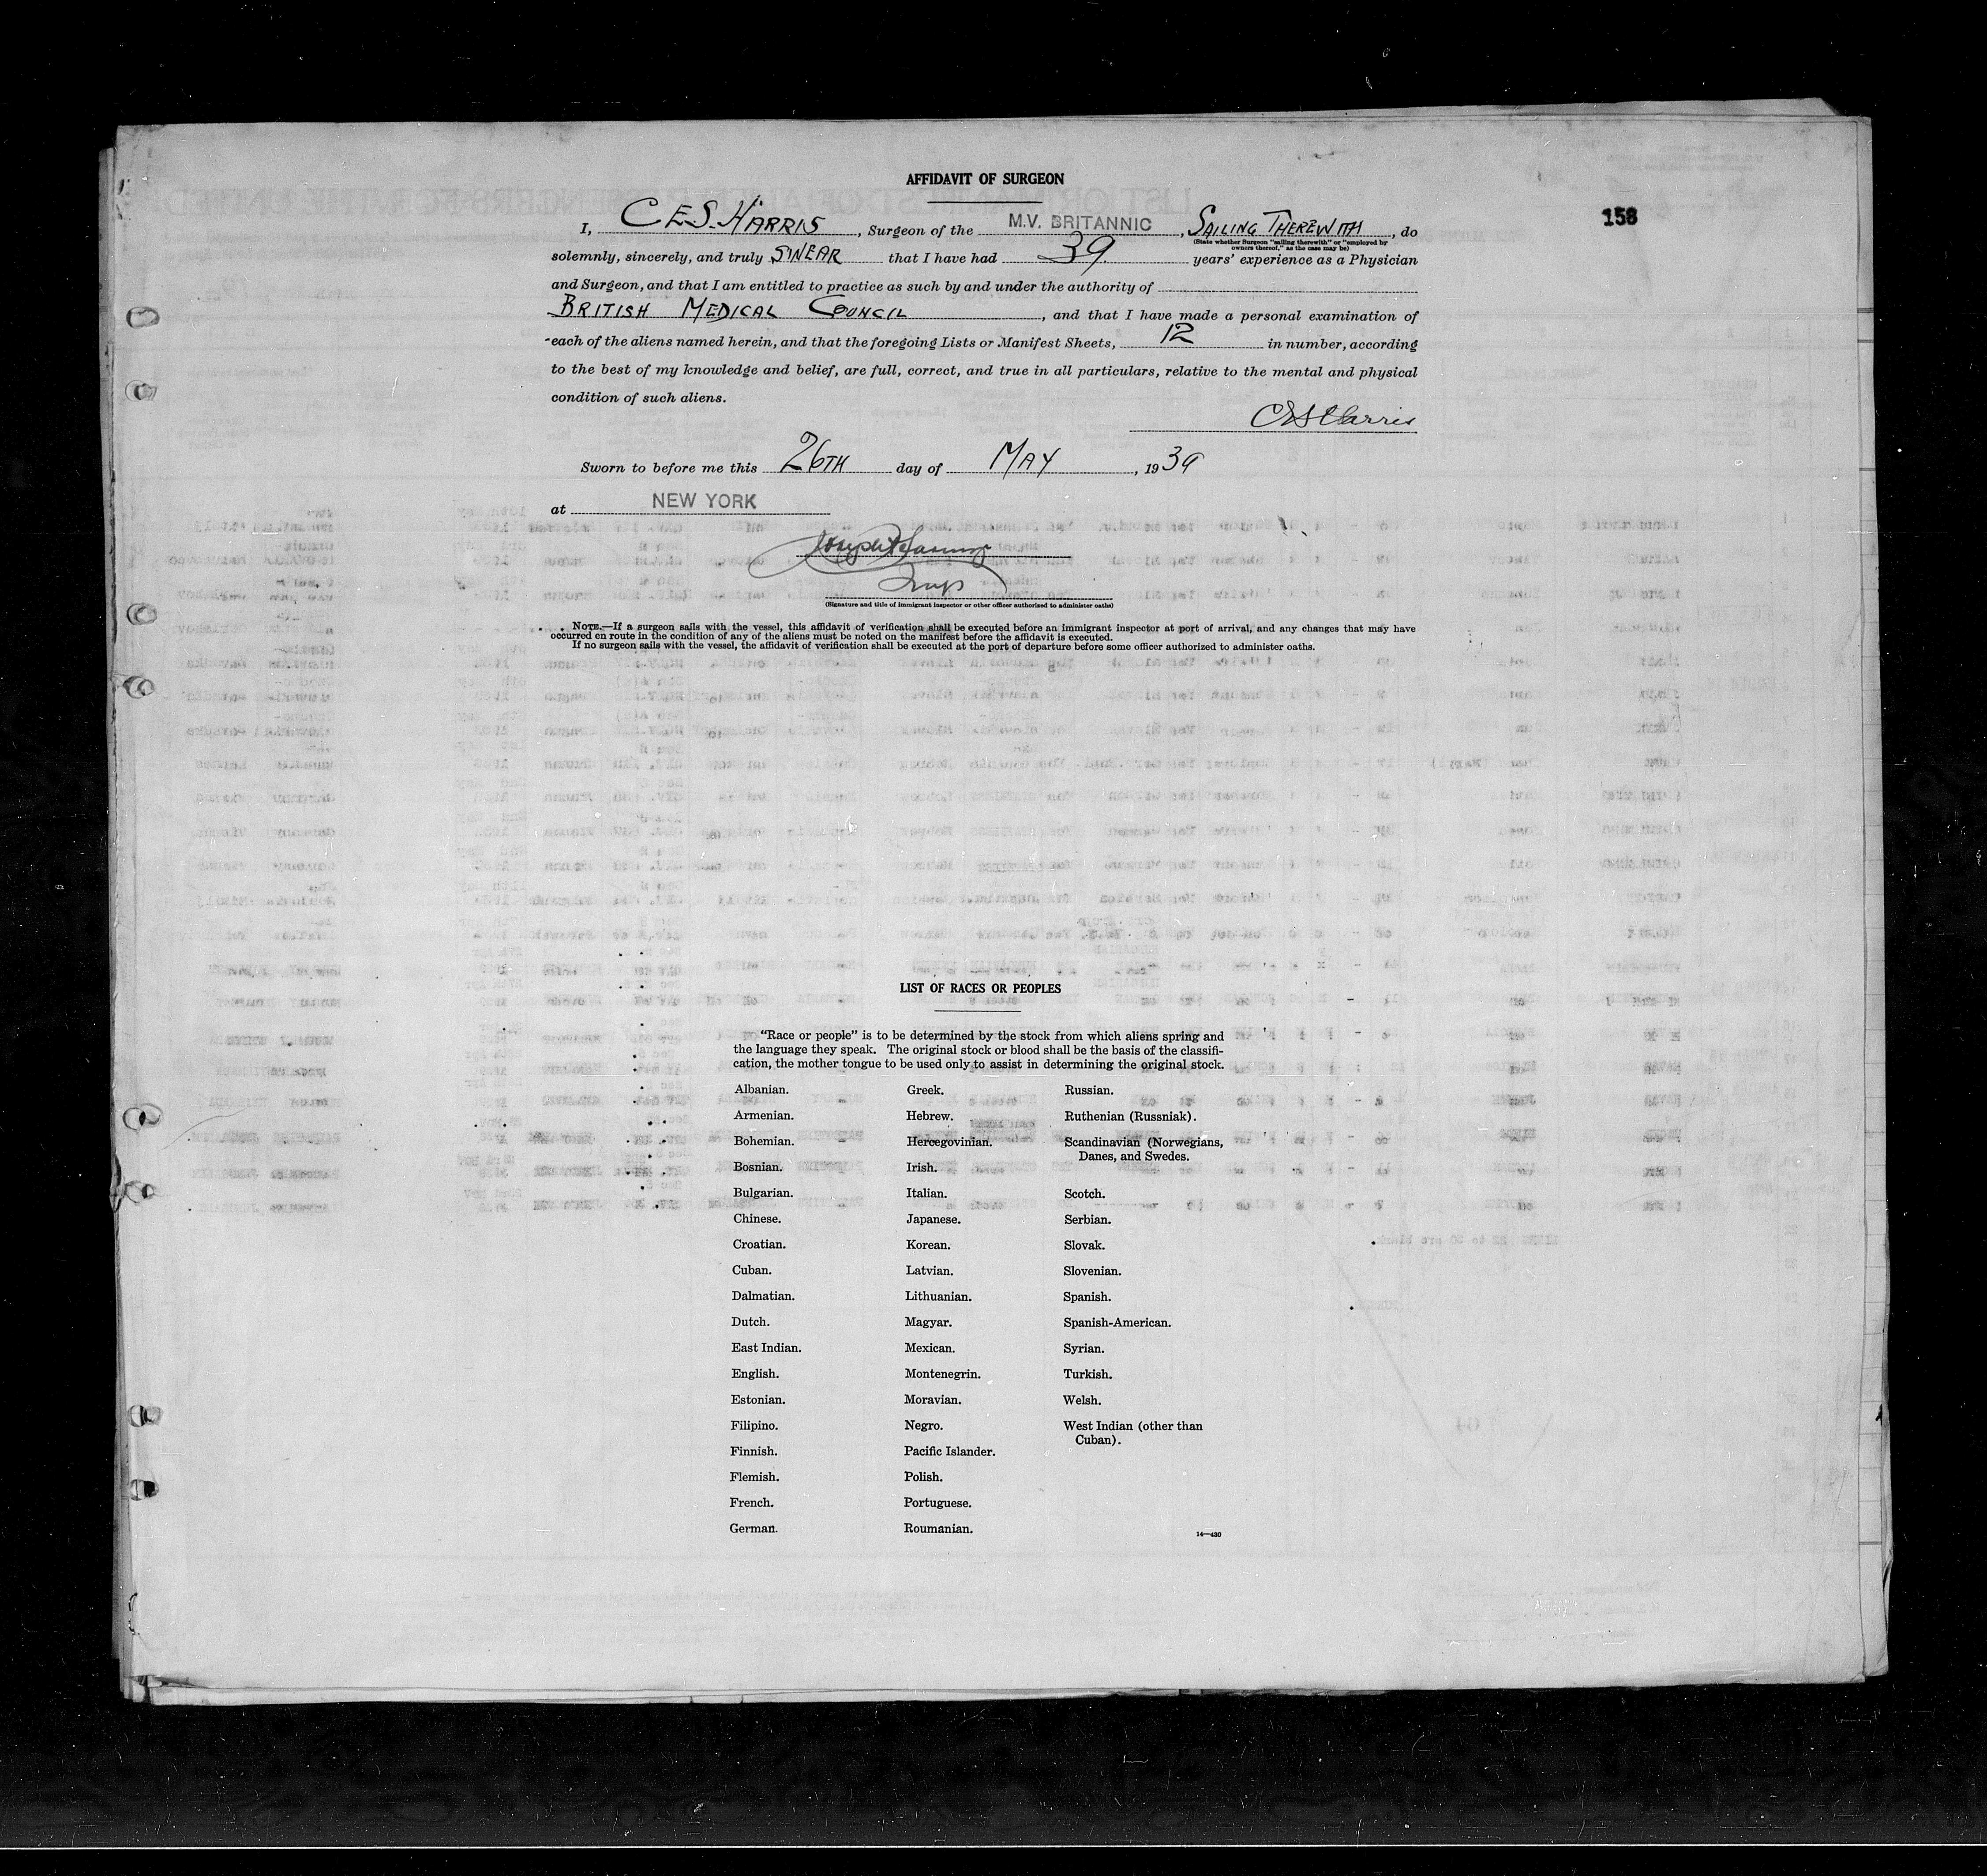 AFFIDAVIT OF SURGEON
158
I, C.E.S. HARRIS, Surgeon of the M.V. BRITANNIC, SAILING THEREWITH, do
(State whether Surgeon "sailing therewith" or "employed by
owners thereof," as the case may be)
solemnly, sincerely, and truly SWEAR that I have had 39 years' experience as a Physician
and Surgeon, and that I am entitled to practice as such by and under the authority of
BRITISH MEDICAL COUNCIL, and that I have made a personal examination of
each of the aliens named herein, and that the foregoing Lists or Manifest Sheets, 12 in number, according
to the best of my knowledge and belief, are full, correct, and true in all particulars, relative to the mental and physical
condition of such aliens.
CES Harris
Sworn to before me this 26TH day of MAY, 1939
at NEW YORK
(Signature and title of immigrant inspector or other officer authorized to administer oaths)
NOTE.—If a surgeon sails with the vessel, this affidavit of verification shall be executed before an immigrant inspector at port of arrival, and any changes that may have
occurred en route in the condition of any of the aliens must be noted on the manifest before the affidavit is executed.
If no surgeon sails with the vessel, the affidavit of verification shall be executed at the port of departure before some officer authorized to administer oaths.
LIST OF RACES OR PEOPLES
"Race or people" is to be determined by the stock from which aliens spring and
the language they speak. The original stock or blood shall be the basis of the classifi-
cation, the mother tongue to be used only to assist in determining the original stock.
Albanian.
Armenian.
Bohemian.
Bosnian.
Bulgarian.
Chinese.
Croatian.
Cuban.
Dalmatian.
Dutch.
East Indian.
English.
Estonian.
Filipino.
Finnish.
Flemish.
French.
German.
Greek.
Hebrew.
Hercegovinian.
Irish.
Italian.
Japanese.
Korean.
Latvian.
Lithuanian.
Magyar.
Mexican.
Montenegrin.
Moravian.
Negro.
Pacific Islander.
Polish.
Portuguese.
Roumanian.
Russian.
Ruthenian (Russniak).
Scandinavian (Norwegians,
Danes, and Swedes.
Scotch.
Serbian.
Slovak.
Slovenian.
Spanish.
Spanish-American.
Syrian.
Turkish.
Welsh.
West Indian (other than
Cuban).
14—430